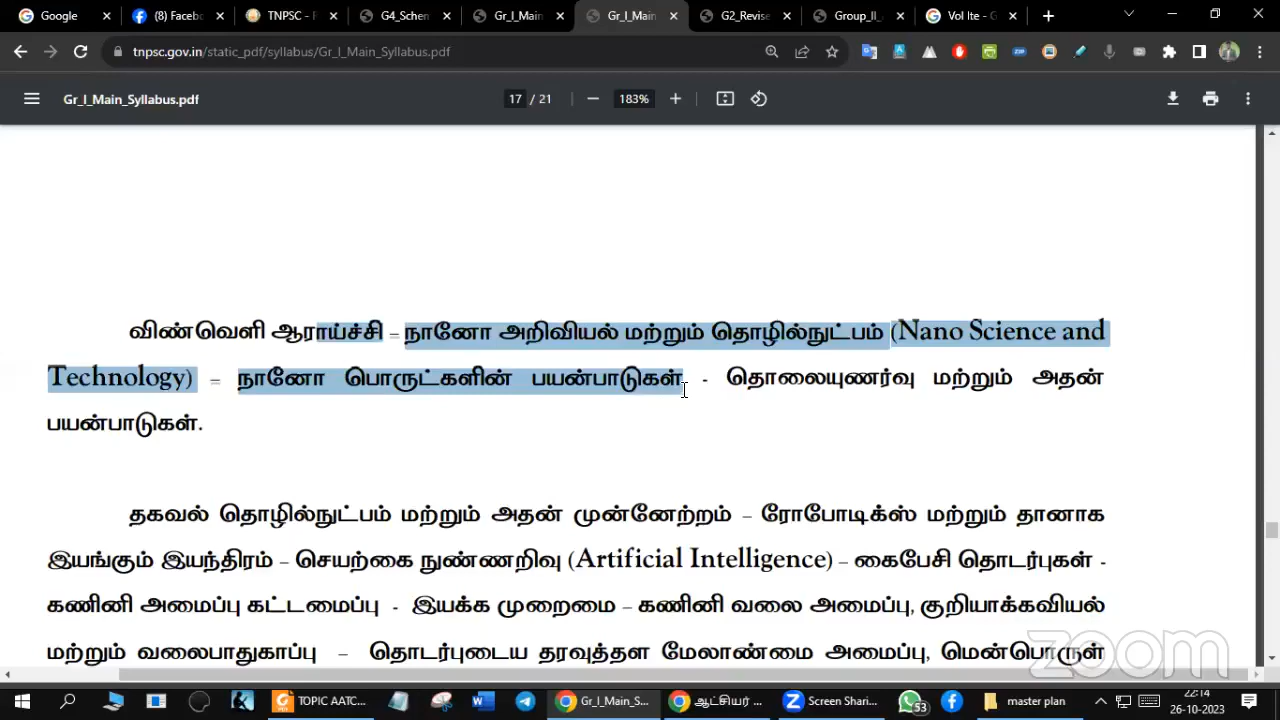 Google
(8) Faceb
TNPSC - F
G4_Schem
Gr_I_Main
Gr_I_Main
G2_Revise
Group_II_
Vol lte - G
tnpsc.gov.in/static_pdf/syllabus/Gr_I_Main_Syllabus.pdf
Gr_I_Main_Syllabus.pdf
17 / 21
183%
விண்வெளி ஆராய்ச்சி – நானோ அறிவியல் மற்றும் தொழில்நுட்பம் (Nano Science and
Technology) – நானோ பொருட்களின் பயன்பாடுகள் - தொலையுணர்வு மற்றும் அதன்
பயன்பாடுகள்.
தகவல் தொழில்நுட்பம் மற்றும் அதன் முன்னேற்றம் – ரோபோடிக்ஸ் மற்றும் தானாக
இயங்கும் இயந்திரம் – செயற்கை நுண்ணறிவு (Artificial Intelligence) – கைபேசி தொடர்புகள் -
கணினி அமைப்பு கட்டமைப்பு - இயக்க முறைமை – கணினி வலை அமைப்பு, குறியாக்கவியல்
மற்றும் வலைபாதுகாப்பு – தொடர்புடைய தரவுத்தள மேலாண்மை அமைப்பு, மென்பொருள்
zoom
TOPIC AATC...
Gr_I_Main_S...
ஆட்சியர் ...
Screen Shari...
53
master plan
22:14
26-10-2023